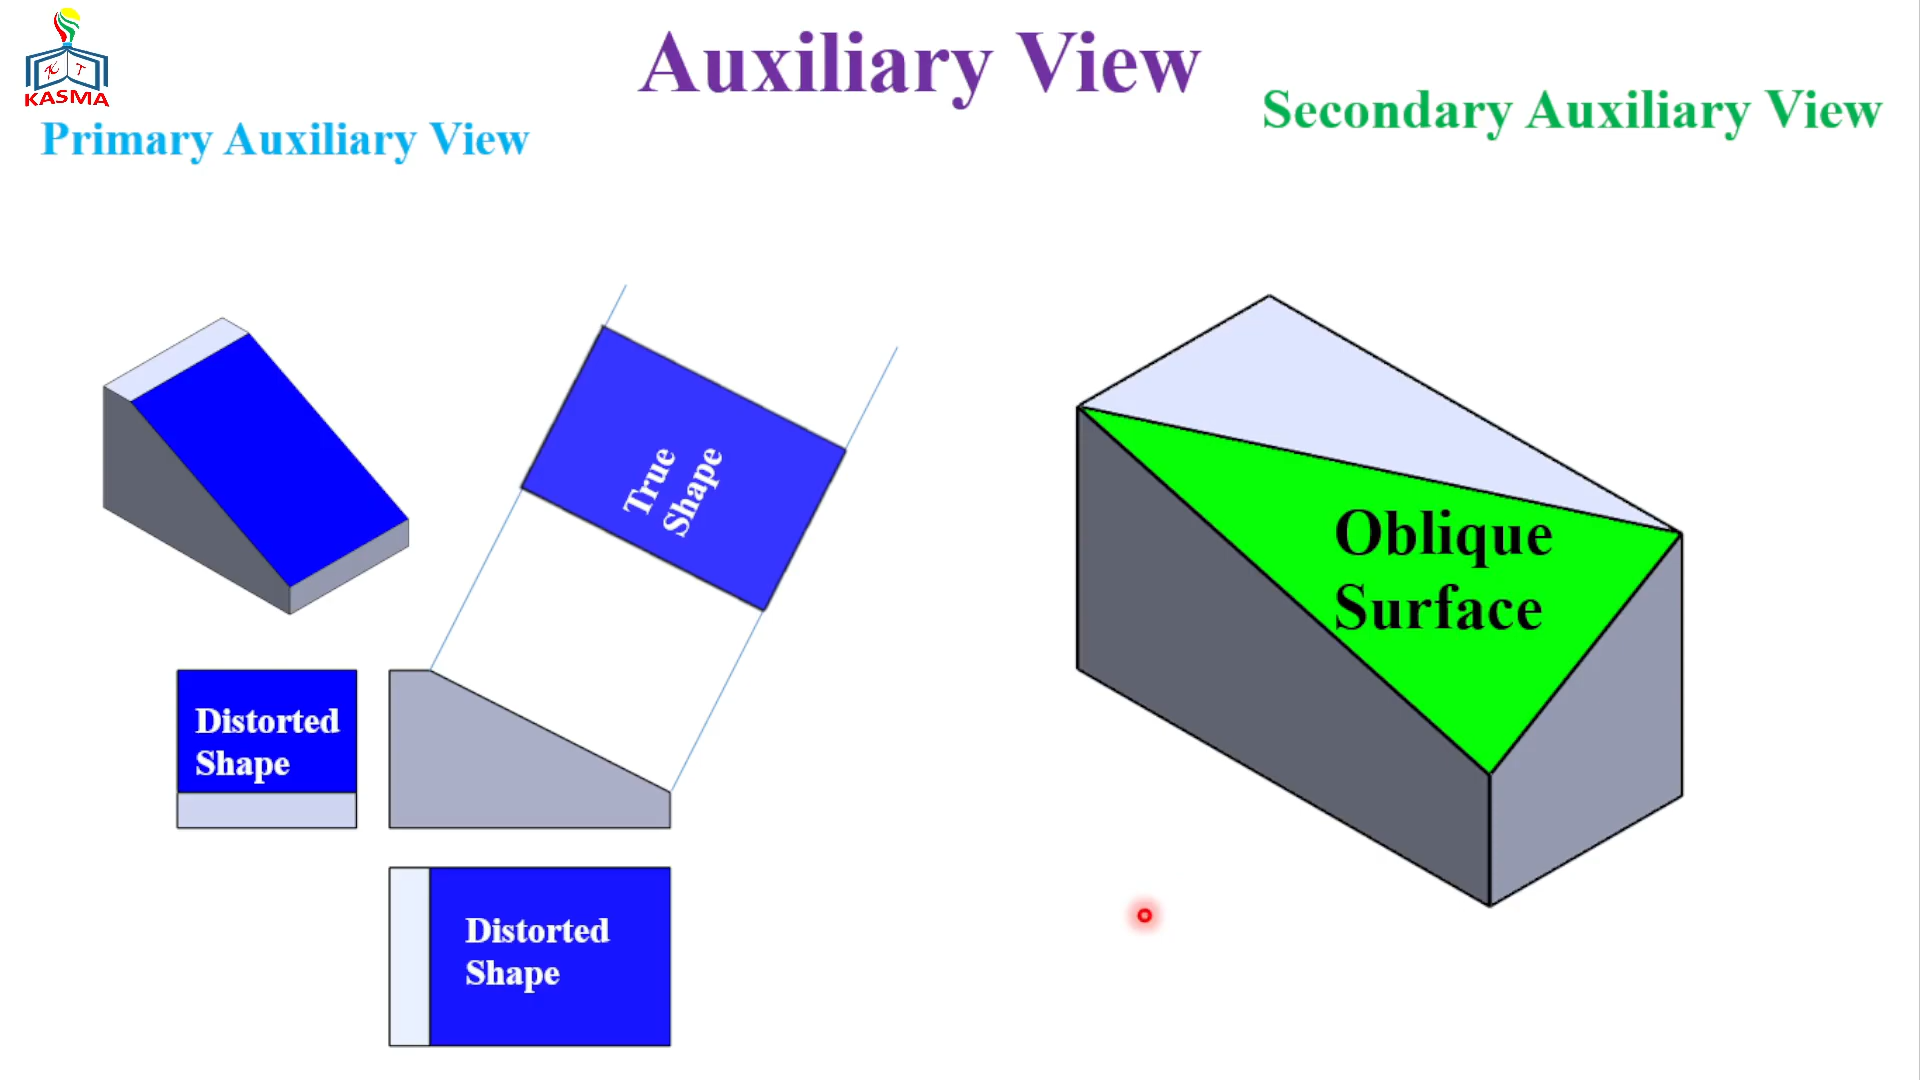 Auxiliary View
K T
KASMA
Primary Auxiliary View
Secondary Auxiliary View
True
Shape
Oblique
Surface
Distorted
Shape
Distorted
Shape